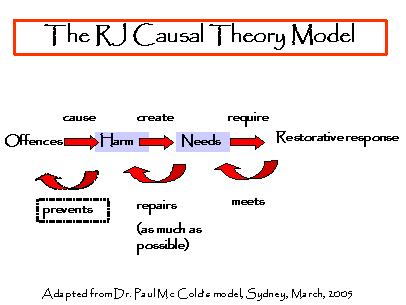 The RJ Causal Theory Model
cause create require
Offences Harm Needs Restorative response
prevents repairs meets
(as much as
possible)
Adapted from Dr. Paul Mc Cold's model, Sydney, March, 2005